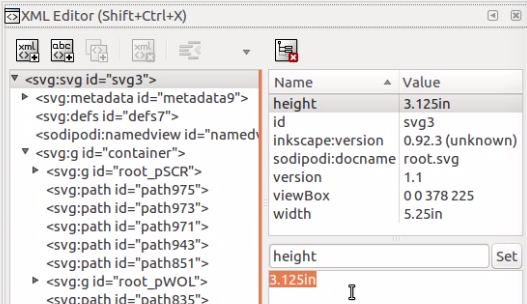 XML Editor (Shift+Ctrl+X)
xml
abc
xml
<svg:svg id="svg3">
<svg:metadata id="metadata9">
<svg:defs id="defs7">
<sodipodi:namedview id="namedv
<svg:g id="container">
<svg:g id="root_pSCR">
<svg:path id="path975">
<svg:path id="path973">
<svg:path id="path971">
<svg:path id="path943">
<svg:path id="path851">
<svg:g id="root_pWOL">
<svg:path id="path835">
Name Value
height 3.125in
id svg3
inkscape:version 0.92.3 (unknown)
sodipodi:docname root.svg
version 1.1
viewBox 0 0 378 225
width 5.25in
height Set
3.125in